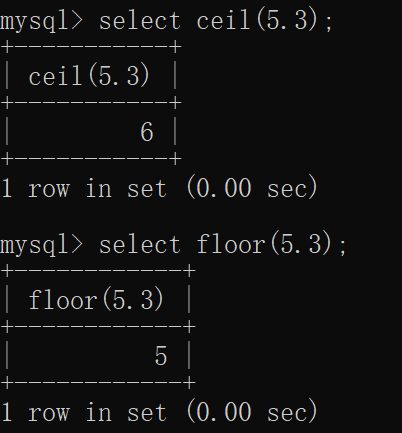 mysql> select ceil(5.3);
+-----------+
| ceil(5.3) |
+-----------+
|         6 |
+-----------+
1 row in set (0.00 sec)

mysql> select floor(5.3);
+------------+
| floor(5.3) |
+------------+
|          5 |
+------------+
1 row in set (0.00 sec)